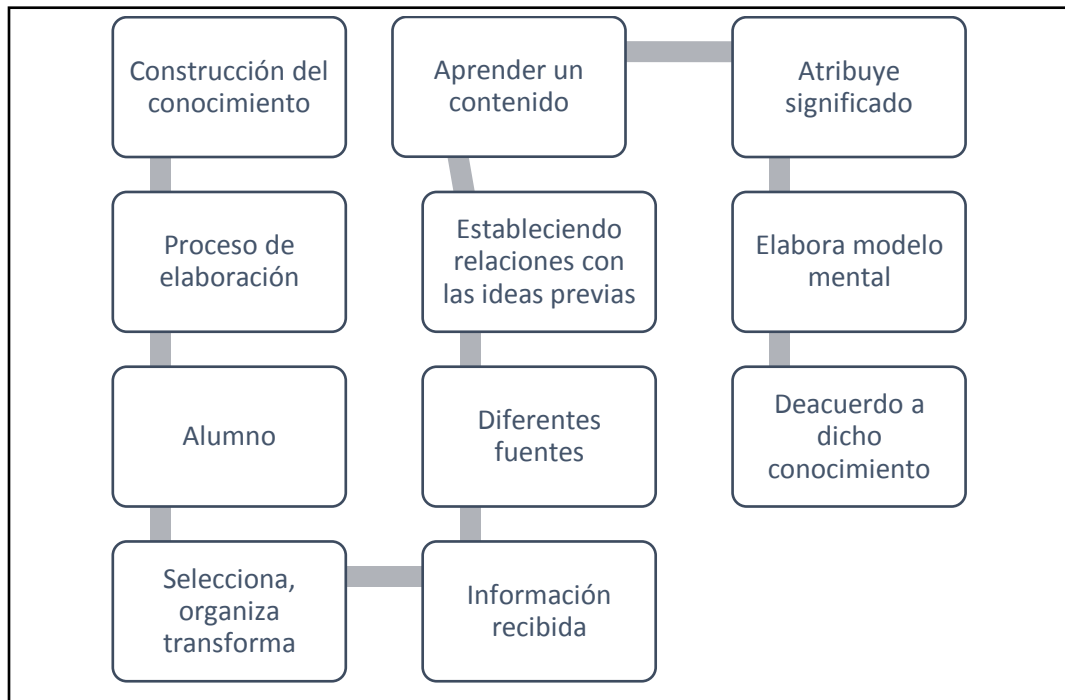 Construcción del
conocimiento
Proceso de
elaboración
Alumno
Selecciona,
organiza
transforma
Información
recibida
Diferentes
fuentes
Estableciendo
relaciones con
las ideas previas
Aprender un
contenido
Atribuye
significado
Elabora modelo
mental
Deacuerdo a
dicho
conocimiento